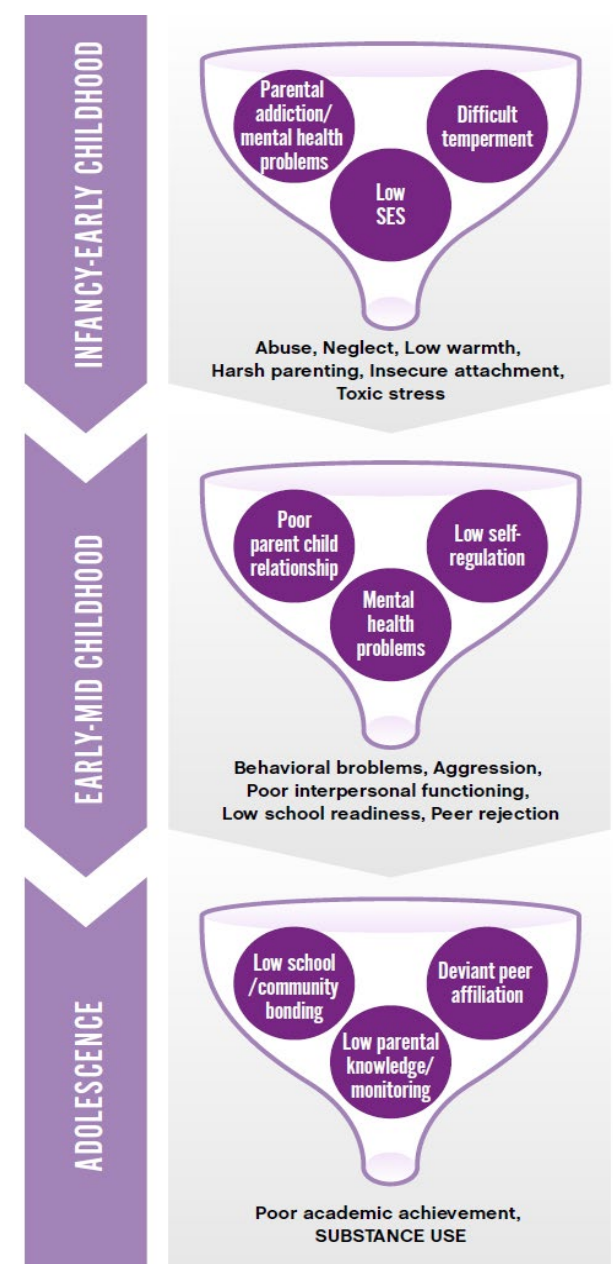 INFANCY-EARLY CHILDHOOD
Parental
addiction/
mental health
problems
Difficult
temperment
Low
SES
Abuse, Neglect, Low warmth,
Harsh parenting, Insecure attachment,
Toxic stress
EARLY-MID CHILDHOOD
Poor
parent child
relationship
Low self-
regulation
Mental
health
problems
Behavioral broblems, Aggression,
Poor interpersonal functioning,
Low school readiness, Peer rejection
ADOLESCENCE
Low school
/community
bonding
Deviant peer
affiliation
Low parental
knowledge/
monitoring
Poor academic achievement,
SUBSTANCE USE